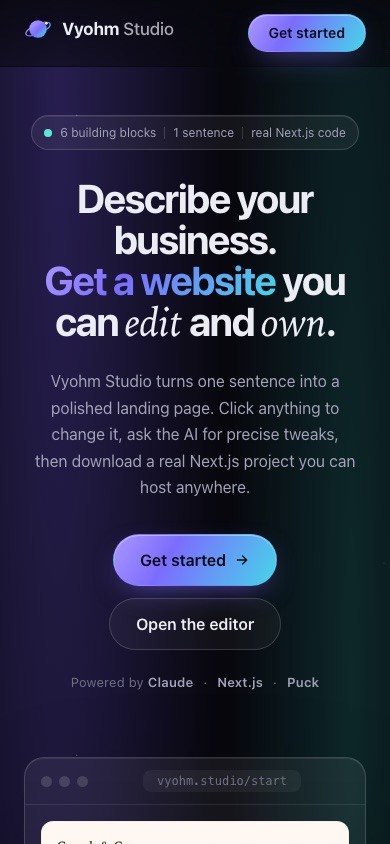 Vyohm Studio
Get started
6 building blocks | 1 sentence | real Next.js code
Describe your
business.
Get a website you
can edit and own.
Vyohm Studio turns one sentence into a
polished landing page. Click anything to
change it, ask the AI for precise tweaks,
then download a real Next.js project you can
host anywhere.
Get started →
Open the editor
Powered by Claude · Next.js · Puck
vyohm.studio/start